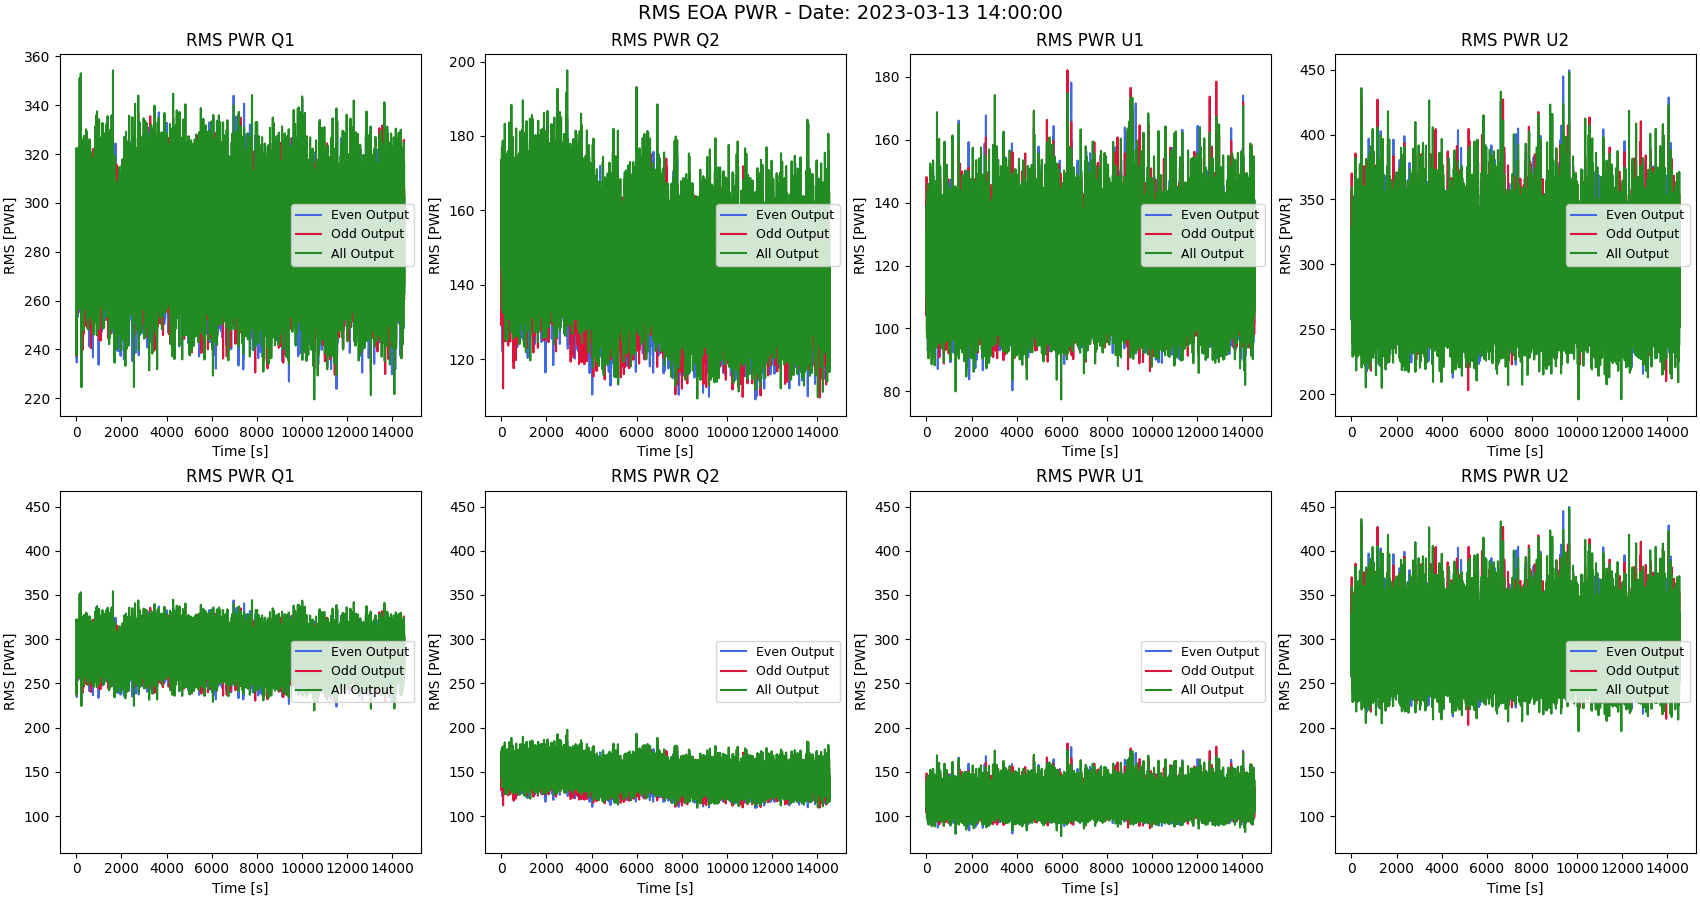 RMS EOA PWR - Date: 2023-03-13 14:00:00
RMS PWR Q1
RMS [PWR]
360
340
320
300
280
260
240
220
Even Output
Odd Output
All Output
0 2000 4000 6000 8000 10000 12000 14000
Time [s]
RMS PWR Q2
RMS [PWR]
200
180
160
140
120
Even Output
Odd Output
All Output
0 2000 4000 6000 8000 10000 12000 14000
Time [s]
RMS PWR U1
RMS [PWR]
180
160
140
120
100
80
Even Output
Odd Output
All Output
0 2000 4000 6000 8000 10000 12000 14000
Time [s]
RMS PWR U2
RMS [PWR]
450
400
350
300
250
200
Even Output
Odd Output
All Output
0 2000 4000 6000 8000 10000 12000 14000
Time [s]
RMS PWR Q1
RMS [PWR]
450
400
350
300
250
200
150
100
Even Output
Odd Output
All Output
0 2000 4000 6000 8000 10000 12000 14000
Time [s]
RMS PWR Q2
RMS [PWR]
450
400
350
300
250
200
150
100
Even Output
Odd Output
All Output
0 2000 4000 6000 8000 10000 12000 14000
Time [s]
RMS PWR U1
RMS [PWR]
450
400
350
300
250
200
150
100
Even Output
Odd Output
All Output
0 2000 4000 6000 8000 10000 12000 14000
Time [s]
RMS PWR U2
RMS [PWR]
450
400
350
300
250
200
150
100
Even Output
Odd Output
All Output
0 2000 4000 6000 8000 10000 12000 14000
Time [s]